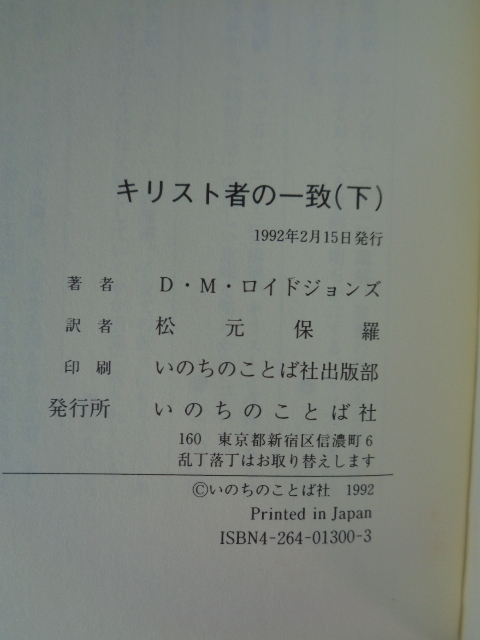 キリスト者の一致(下)
1992年2月15日発行
著者 D・M・ロイドジョンズ
訳者 松元保羅
印刷 いのちのことば社出版部
発行所 いのちのことば社
160 東京都新宿区信濃町6
乱丁落丁はお取り替えします
©いのちのことば社 1992
Printed in Japan
ISBN4-264-01300-3